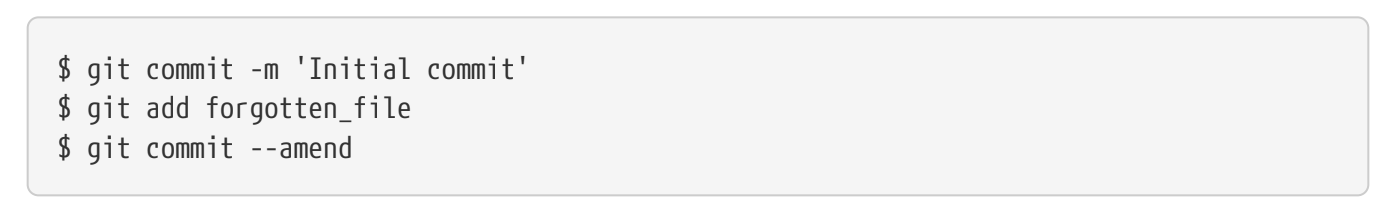 $ git commit -m 'Initial commit'
$ git add forgotten_file
$ git commit --amend